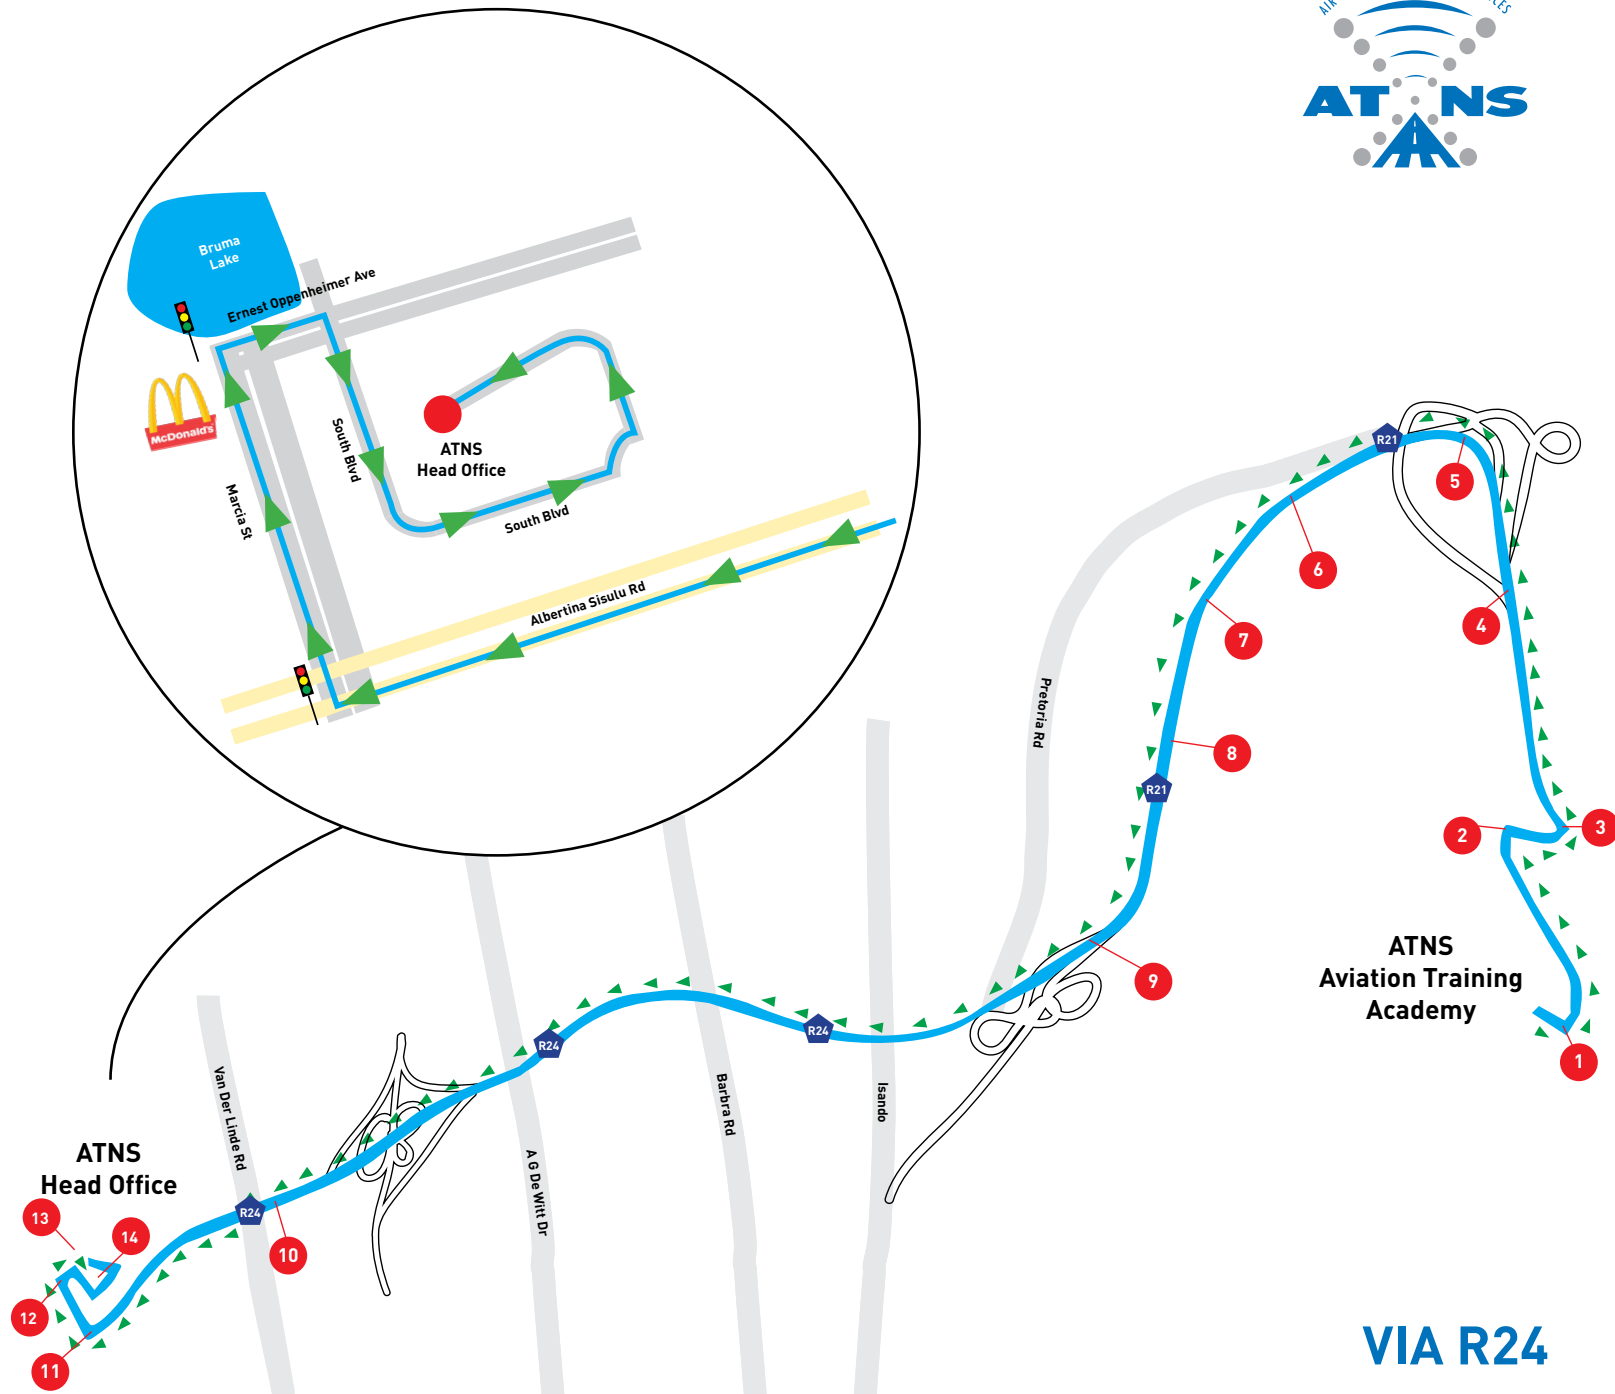 AT NS
Bruma
Lake
Ernest Oppenheimer Ave
McDonald's
South Blvd
ATNS
Head Office
Marcia St
South Blvd
Albertina Sisulu Rd
R21
5
6
4
7
Pretoria Rd
8
R21
2
3
ATNS
Aviation Training
Academy
9
1
R24
R24
Isando
Barbra Rd
A G De Witt Dr
Van Der Linde Rd
ATNS
Head Office
R24
13
14
10
12
11
VIA R24